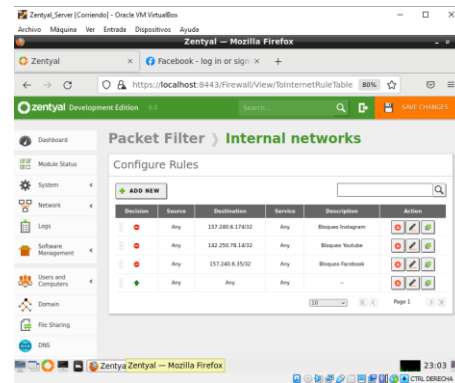 Zentyal_Server [Corriendo] - Oracle VM VirtualBox
Archivo Máquina Ver Entrada Dispositivos Ayuda
Zentyal — Mozilla Firefox
Zentyal × Facebook - log in or sign × +
https://localhost:8443/Firewall/View/ToInternetRuleTable 80%
zentyal Development Edition 6.0 Search... SAVE CHANGES
Dashboard
Module Status
System
Network
Logs
Software Management
Users and Computers
Domain
File Sharing
DNS
Packet Filter ❭ Internal networks
Configure Rules
+ ADD NEW
Decision Source Destination Service Description Action
Any 157.240.6.174/32 Any Bloqueo Instagram
Any 142.250.78.14/32 Any Bloqueo Youtube
Any 157.240.6.35/32 Any Bloqueo Facebook
Any Any Any --
10 K < Page 1 > X
Zentya Zentyal — Mozilla Firefox 23:03
CTRL DERECHA